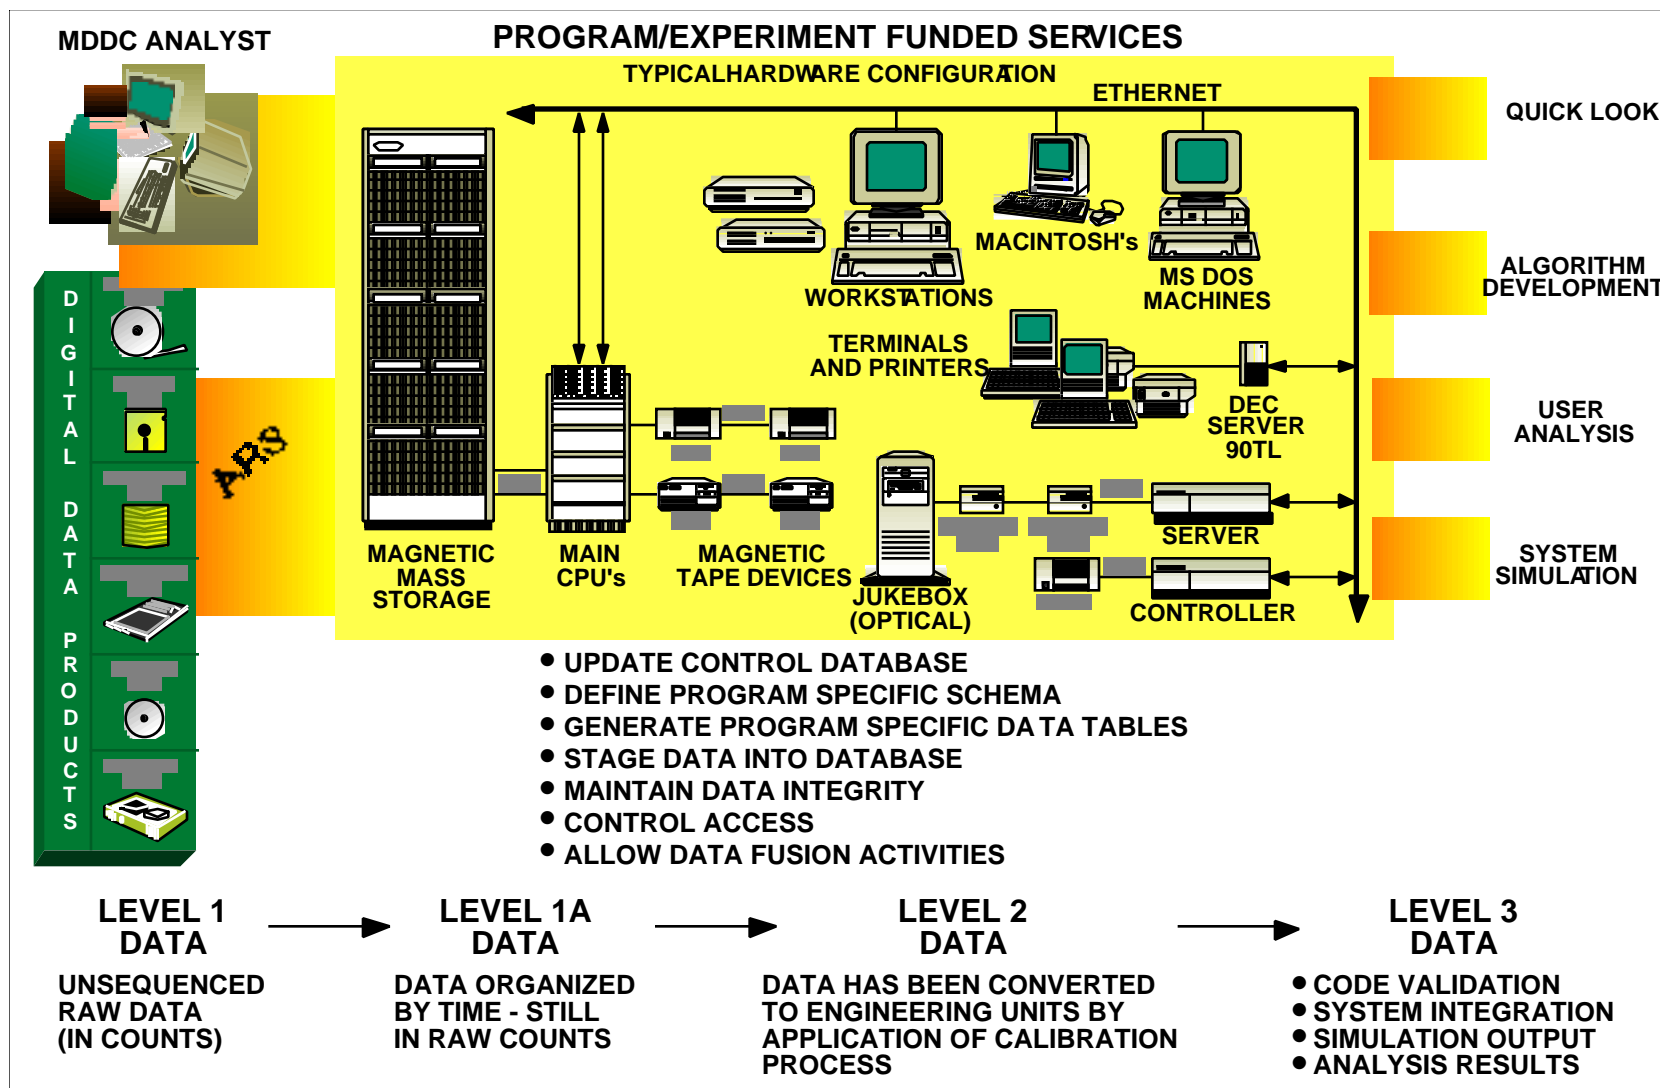 MDDC ANALYST
PROGRAM/EXPERIMENT FUNDED SERVICES
TYPICALHARDWARE CONFIGURATION
ETHERNET
QUICK LOOK
MACINTOSH's
MS DOS
MACHINES
WORKSTATIONS
ALGORITHM
DEVELOPMENT
DIGITAL DATA PRODUCTS
TERMINALS
AND PRINTERS
DEC
SERVER
90TL
USER
ANALYSIS
SERVER
MAGNETIC
MASS
STORAGE
MAIN
CPU's
MAGNETIC
TAPE DEVICES
JUKEBOX
(OPTICAL)
CONTROLLER
SYSTEM
SIMULATION
• UPDATE CONTROL DATABASE
• DEFINE PROGRAM SPECIFIC SCHEMA
• GENERATE PROGRAM SPECIFIC DATA TABLES
• STAGE DATA INTO DATABASE
• MAINTAIN DATA INTEGRITY
• CONTROL ACCESS
• ALLOW DATA FUSION ACTIVITIES
LEVEL 1
DATA
UNSEQUENCED
RAW DATA
(IN COUNTS)
LEVEL 1A
DATA
DATA ORGANIZED
BY TIME - STILL
IN RAW COUNTS
LEVEL 2
DATA
DATA HAS BEEN CONVERTED
TO ENGINEERING UNITS BY
APPLICATION OF CALIBRATION
PROCESS
LEVEL 3
DATA
• CODE VALIDATION
• SYSTEM INTEGRATION
• SIMULATION OUTPUT
• ANALYSIS RESULTS